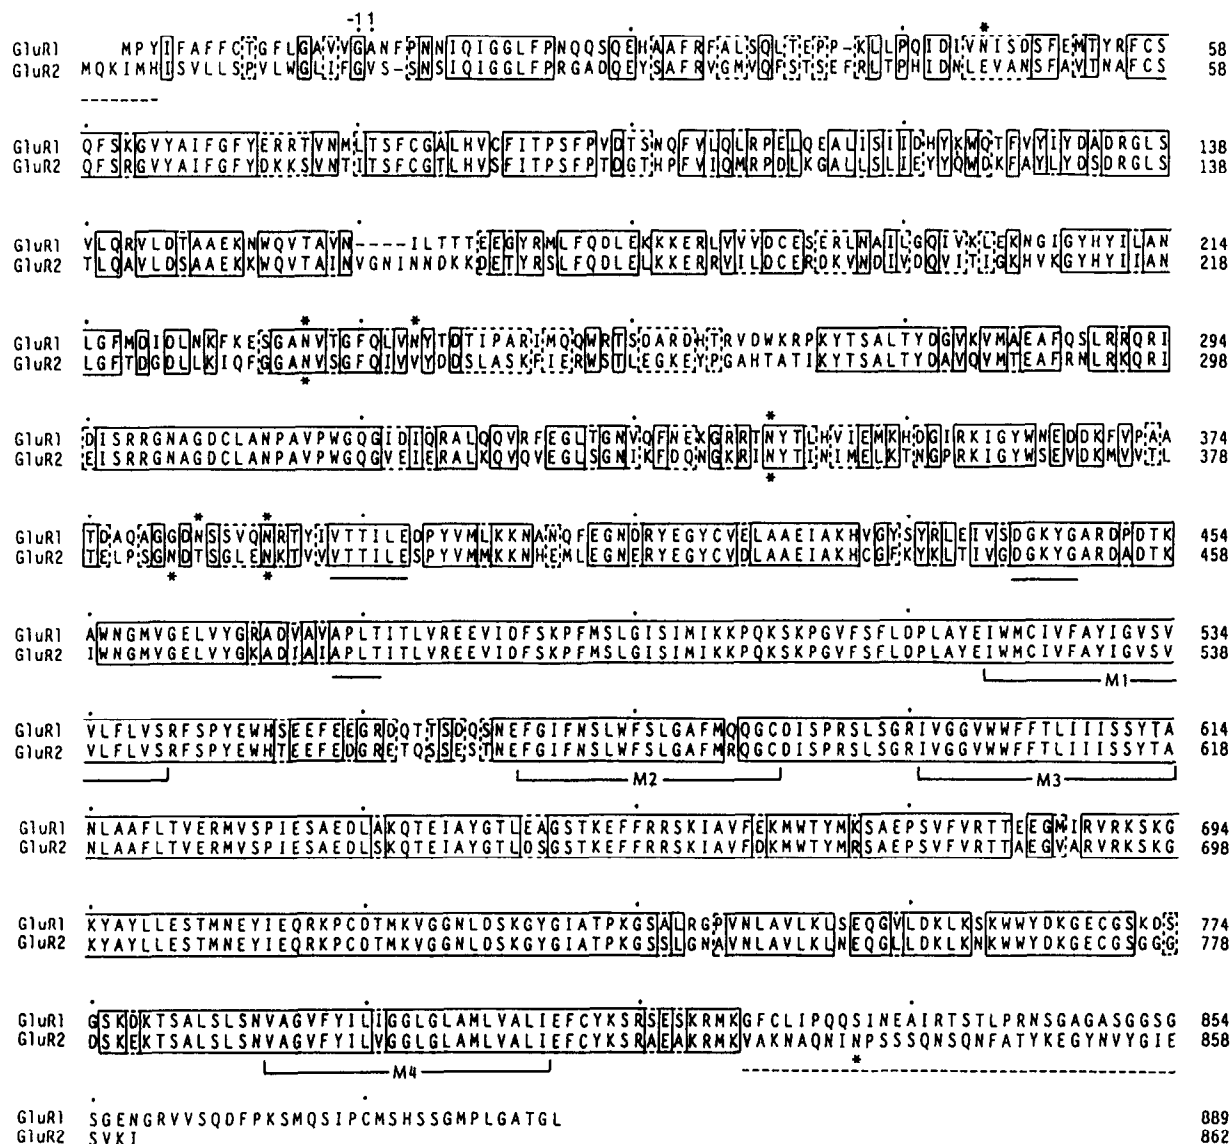 -1 1
GluR1 MPYIFAFFCTGFLGAVVGANFPNNIQIGGLFPNQQSQEHAAFRFALSQLTEPP-KLLPQIDIVNISDSFEMTYRFCS 58
GluR2 MQKIMHISVLLSPVLWGLIFGVS-SNSIQIGGLFPRGADQEYSAFRVGMVQFSTSEFRLTPHIDNLEVANSFAVTNAFCS 58
GluR1 QFSKGVYAIFGFYERRTVNMLTSFCGALHVCFITPSFPVDTSNQFVLQLRPELQEALISIIDHYKWQTFVYIYDADRGLS 138
GluR2 QFSRGVYAIFGFYDKKSVNTITSFCGTLHVSFITPSFPTDGTHPFVIQMRPDLKGALLSLIEYYQWDKFAYLYDSDRGLS 138
GluR1 VLQRVLDTAAEKNWQVTAVN----ILTTTEEGYRMLFQDLEKKKERLVVVDCESERLNAILGQIVKLEKNGIGYHYILAN 214
GluR2 TLQAVLDSAAEKKWQVTAINVGNINNDKKDETYRSLFQDLELKKERRVILDCERDKVNDIVDQVITIGKHVKGYHYIIAN 218
GluR1 LGFMDIDLNKFKESGANVTGFQLVNYTDTIPARIMQQWRTSDARDHTRVDWKRPKYTSALTYDGVKVMAEAFQSLRRQRI 294
GluR2 LGFTDGDLLKIQFGGANVSGFQIVVYDDSLASKFIERWSTLEGKEYPGAHTATIKYTSALTYDAVQVMTEAFRNLRKQRI 298
GluR1 DISRRGNAGDCLANPAVPWGQGIDIQRALQQVRFEGLTGNVQFNEKGRRTNYTLHVIEMKHDGIRKIGYWNEDDKFVPAA 374
GluR2 EISRRGNAGDCLANPAVPWGQGVEIERALKQVQVEGLSGNIKFDQNGKRINYTINIMELKTNGPRKIGYWSEVDKMVVTL 378
GluR1 TDAQAGGDNSSVQNRTYIVTTILEDPYVMLKKNANQFEGNDRYEGYCVELAAEIAKHVGYSYRLEIVSDGKYGARDPDTK 454
GluR2 TELPSGNDTSGLENKTVVVTTILESPYVMMKKNHEMLEGNERYEGYCVDLAAEIAKHCGFKYKLTIVGDGKYGARDADTK 458
GluR1 AWNGMVGELVYGRADVAVAPLTITLVREEVIDFSKPFMSLGISIMIKKPQKSKPGVFSFLDPLAYEIWMCIVFAYIGVSV 534
GluR2 IWNGMVGELVYGKADIAIAPLTITLVREEVIDFSKPFMSLGISIMIKKPQKSKPGVFSFLDPLAYEIWMCIVFAYIGVSV 538
M1
GluR1 VLFLVSRFSPYEWHSEEFEEGRDQTTSDQSNEFGIFNSLWFSLGAFMQQGCDISPRSLSGRIVGGVWWFFTLIIISSYTA 614
GluR2 VLFLVSRFSPYEWHTEEFEDGRETQSSESTNEFGIFNSLWFSLGAFMRQGCDISPRSLSGRIVGGVWWFFTLIIISSYTA 618
M2 M3
GluR1 NLAAFLTVERMVSPIESAEDLAKQTEIAYGTLEAGSTKEFFRRSKIAVFEKMWTYMKSAEPSVFVRTTEEGMIRVRKSKG 694
GluR2 NLAAFLTVERMVSPIESAEDLSKQTEIAYGTLDSGSTKEFFRRSKIAVFDKMWTYMRSAEPSVFVRTTAEGVARVRKSKG 698
GluR1 KYAYLLESTMNEYIEQRKPCDTMKVGGNLDSKGYGIATPKGSALRGPVNLAVLKLSEQGVLDKLKSKWWYDKGECGSKDS 774
GluR2 KYAYLLESTMNEYIEQRKPCDTMKVGGNLDSKGYGIATPKGSSLGNAVNLAVLKLNEQGLLDKLKNKWWYDKGECGSGGG 778
GluR1 GSKDKTSALSLSNVAGVFYILIGGLGLAMLVALIEFCYKSRSESKRMKGFCLIPQQSINEAIRTSTLPRNSGAGASGGSG 854
GluR2 DSKEKTSALSLSNVAGVFYILVGGLGLAMLVALIEFCYKSRAEAKRMKVAKNAQNINPSSSQNSQNFATYKEGYNVYGIE 858
M4
GluR1 SGENGRVVSQDFPKSMQSIPCMSHSSGMPLGATGL 889
GluR2 SVKI 862